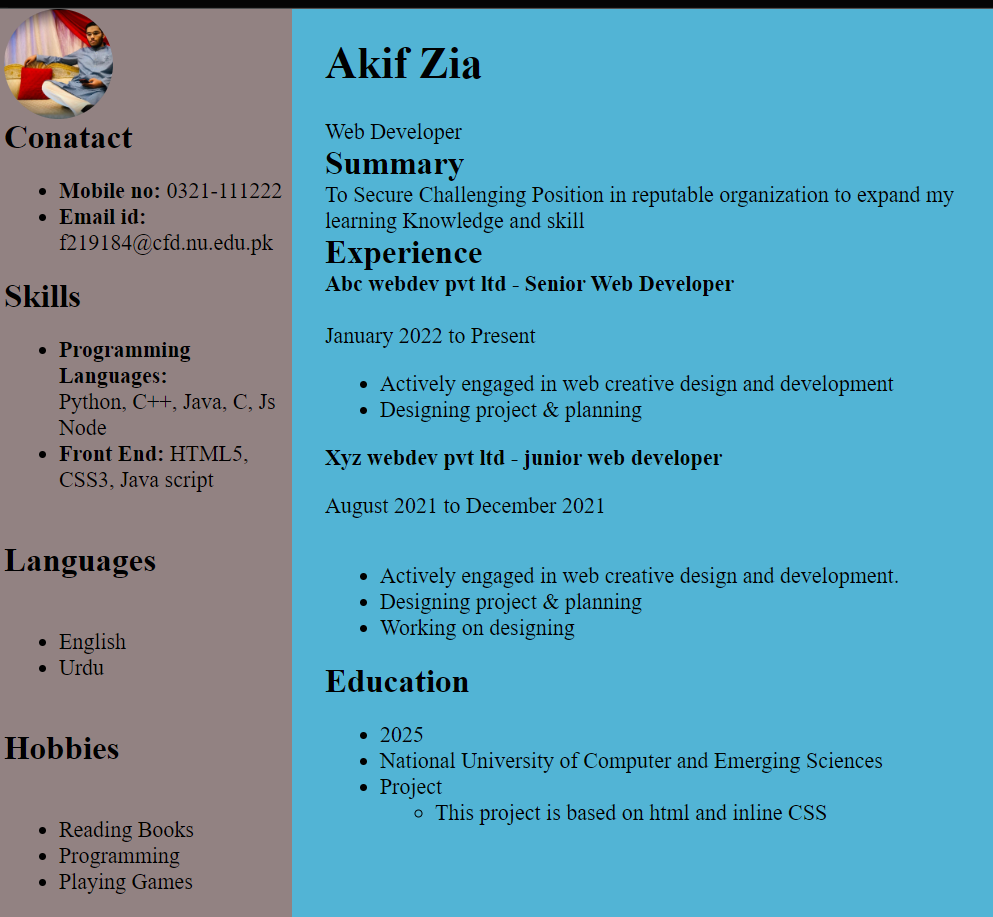 Conatact
Mobile no: 0321-111222
Email id:
f219184@cfd.nu.edu.pk
Skills
Programming
Languages:
Python, C++, Java, C, Js
Node
Front End: HTML5,
CSS3, Java script
Languages
English
Urdu
Hobbies
Reading Books
Programming
Playing Games
Akif Zia
Web Developer
Summary
To Secure Challenging Position in reputable organization to expand my
learning Knowledge and skill
Experience
Abc webdev pvt ltd - Senior Web Developer
January 2022 to Present
Actively engaged in web creative design and development
Designing project & planning
Xyz webdev pvt ltd - junior web developer
August 2021 to December 2021
Actively engaged in web creative design and development.
Designing project & planning
Working on designing
Education
2025
National University of Computer and Emerging Sciences
Project
This project is based on html and inline CSS